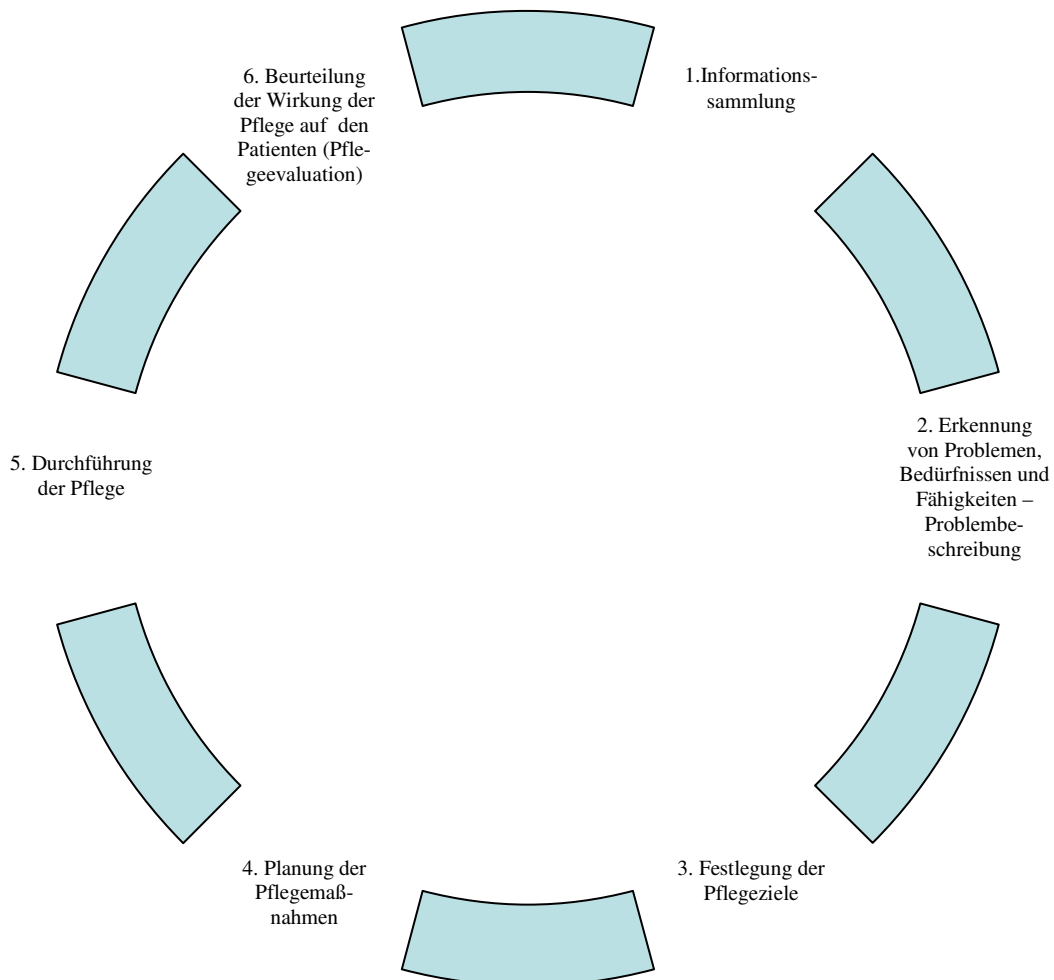 1.Informations-
sammlung
2. Erkennung
von Problemen,
Bedürfnissen und
Fähigkeiten –
Problembe-
schreibung
3. Festlegung der
Pflegeziele
4. Planung der
Pflegemaß-
nahmen
5. Durchführung
der Pflege
6. Beurteilung
der Wirkung der
Pflege auf  den
Patienten (Pfle-
geevaluation)